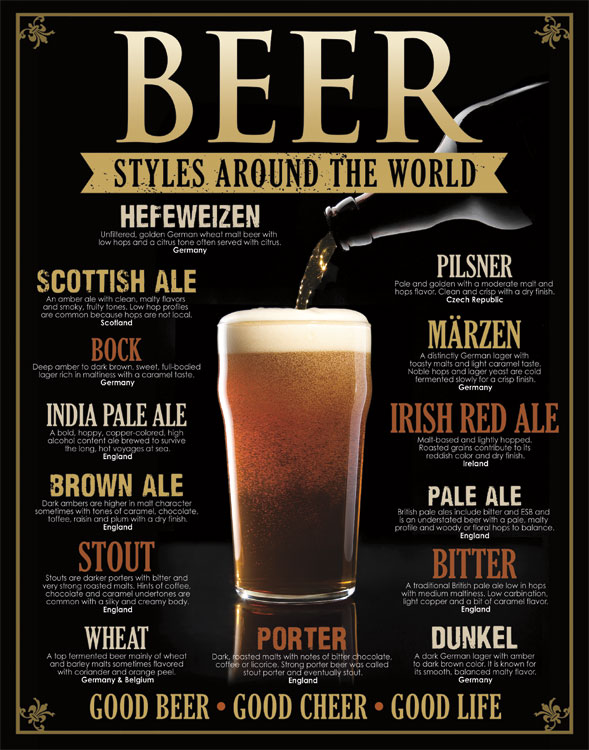 BEER
STYLES AROUND THE WORLD
HEFEWEIZEN
Unfiltered, golden German wheat malt beer with
low hops and a citrus tone often served with citrus.
Germany
SCOTTISH ALE
An amber ale with clean, malty flavors
and smoky, fruity tones. Low hop profiles
are common because hops are not local.
Scotland
BOCK
Deep amber to dark brown, sweet, full-bodied
lager rich in maltiness with a caramel taste.
Germany
INDIA PALE ALE
A bold, hoppy, copper-colored, high
alcohol content ale brewed to survive
the long, hot voyages at sea.
England
BROWN ALE
Dark ambers are higher in malt character
sometimes with tones of caramel, chocolate,
toffee, raisin and plum with a dry finish.
England
STOUT
Stouts are darker porters with bitter and
very strong roasted malts. Hints of coffee,
chocolate and caramel undertones are
common with a silky and creamy body.
England
WHEAT
A top fermented beer mainly of wheat
and barley malts sometimes flavored
with coriander and orange peel.
Germany & Belgium
PORTER
Dark, roasted malts with notes of bitter chocolate,
coffee or licorice. Strong porter beer was called
stout porter and eventually stout.
England
PILSNER
Pale and golden with a moderate malt and
hops flavor. Clean and crisp with a dry finish.
Czech Republic
MÄRZEN
A distinctly German lager with
toasty malts and light caramel taste.
Noble hops and lager yeast are cold
fermented slowly for a crisp finish.
Germany
IRISH RED ALE
Malt-based and lightly hopped.
Roasted grains contribute to its
reddish color and dry finish.
Ireland
PALE ALE
British pale ales include bitter and ESB and
is an understated beer with a pale, malty
profile and woody or floral hops to balance.
England
BITTER
A traditional British pale ale low in hops
with medium maltiness. Low carbination,
light copper and a bit of caramel flavor.
England
DUNKEL
A dark German lager with amber
to dark brown color. It is known for
its smooth, balanced malty flavor.
Germany
GOOD BEER • GOOD CHEER • GOOD LIFE